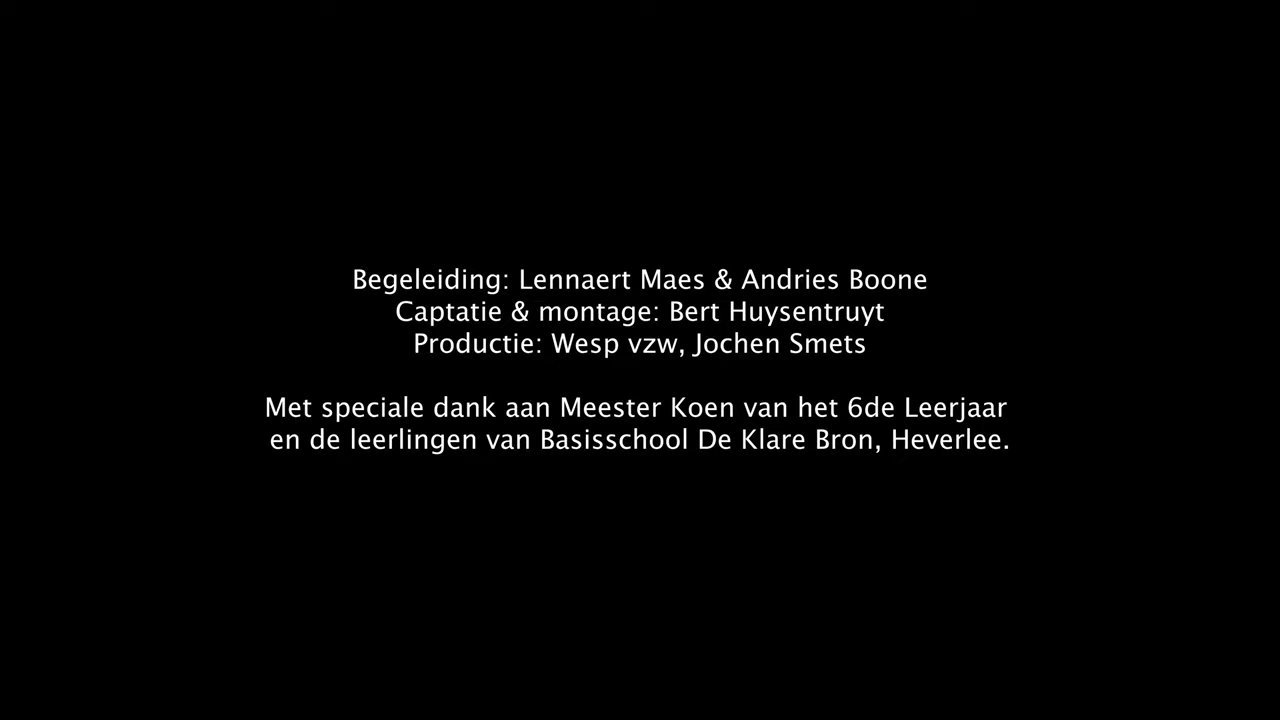 Begeleiding: Lennaert Maes & Andries Boone
Captatie & montage: Bert Huysentruyt
Productie: Wesp vzw, Jochen Smets
Met speciale dank aan Meester Koen van het 6de Leerjaar
en de leerlingen van Basisschool De Klare Bron, Heverlee.